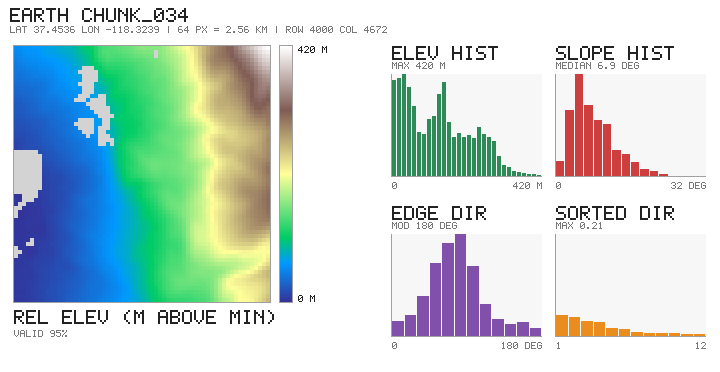 EARTH CHUNK_034
LAT 37.4536 LON -118.3239 | 64 PX = 2.56 KM | ROW 4000 COL 4672
420 M
0 M
REL ELEV (M ABOVE MIN)
VALID 95%
ELEV HIST
MAX 420 M
0 420 M
SLOPE HIST
MEDIAN 6.9 DEG
0 32 DEG
EDGE DIR
MOD 180 DEG
0 180 DEG
SORTED DIR
MAX 0.21
1 12